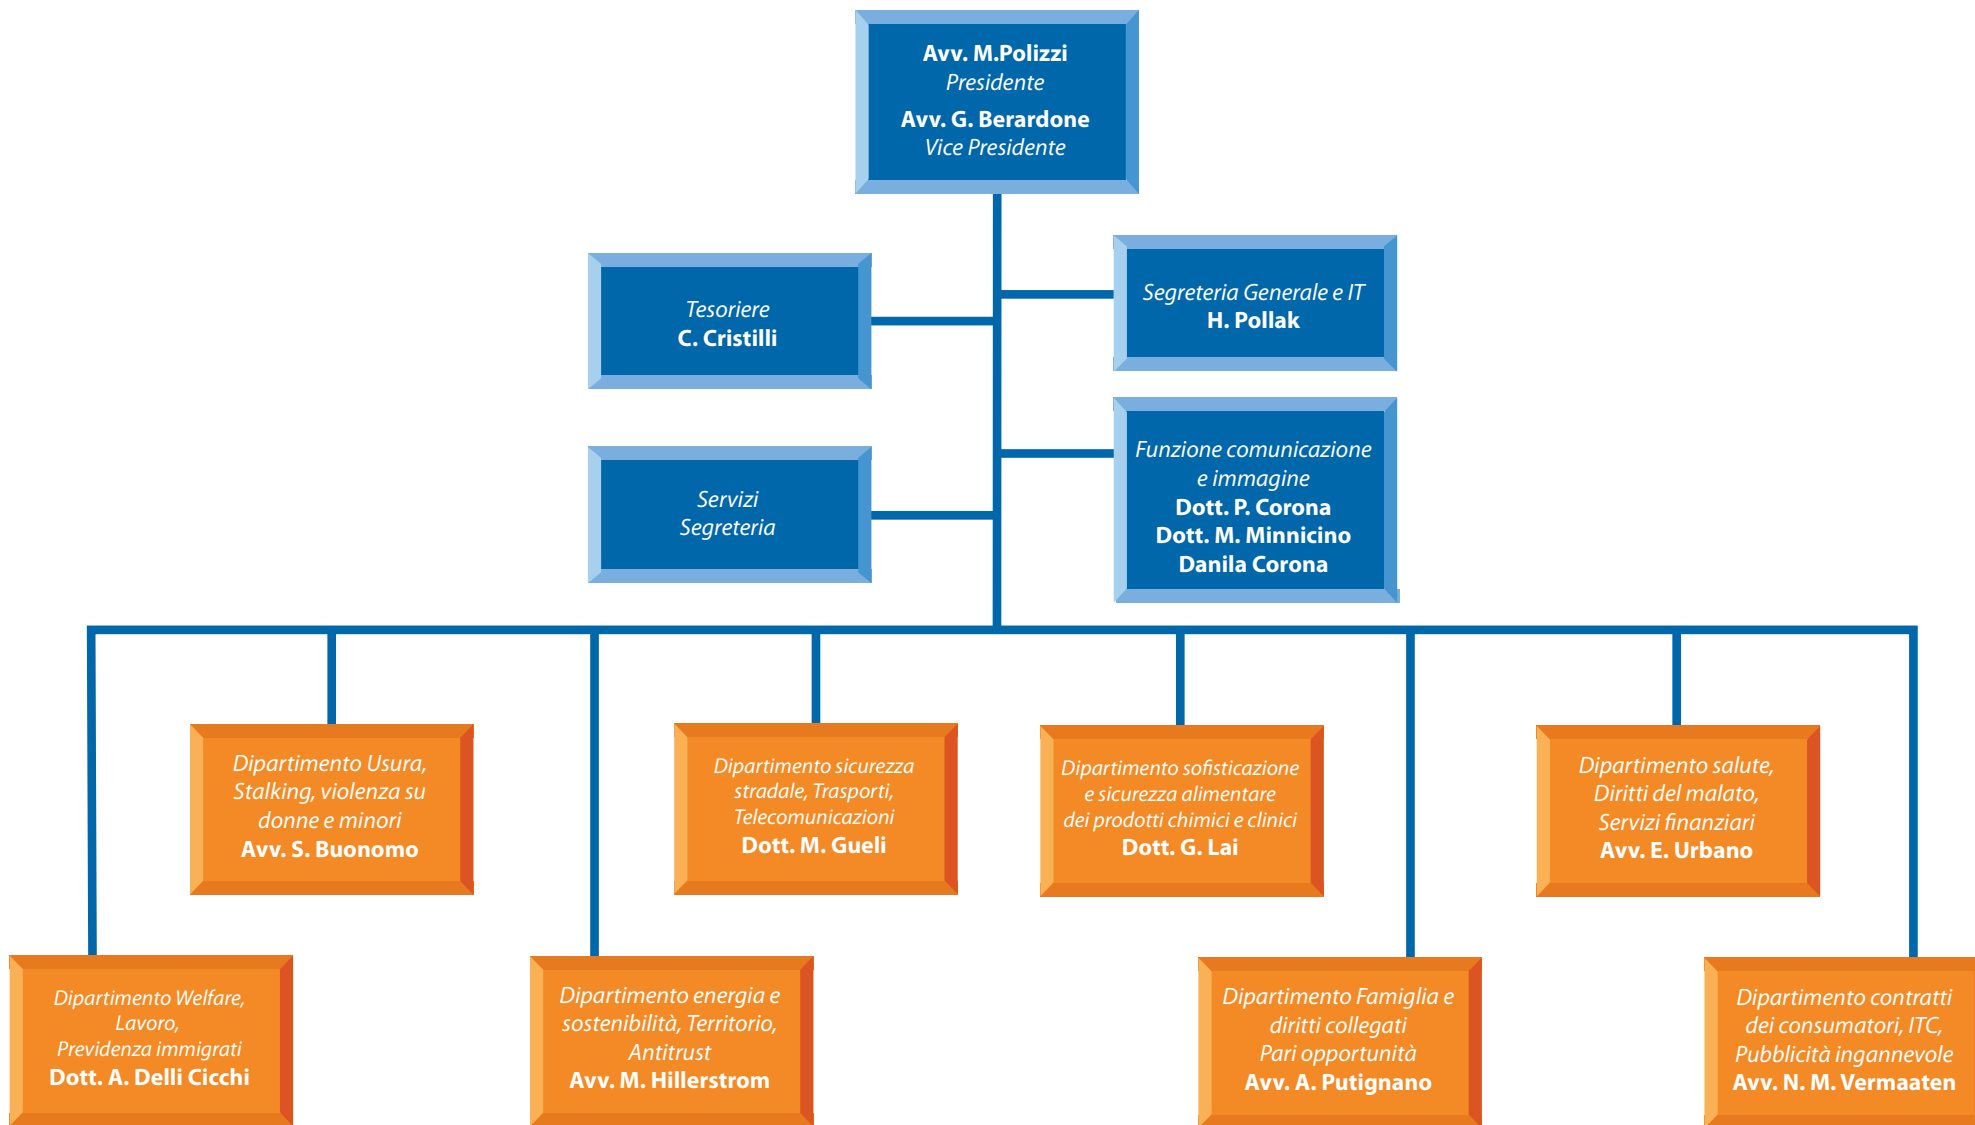 Avv. M.Polizzi
Presidente
Avv. G. Berardone
Vice Presidente
Tesoriere
C. Cristilli
Segreteria Generale e IT
H. Pollak
Servizi
Segreteria
Funzione comunicazione
e immagine
Dott. P. Corona
Dott. M. Minnicino
Danila Corona
Dipartimento Usura,
Stalking, violenza su
donne e minori
Avv. S. Buonomo
Dipartimento sicurezza
stradale, Trasporti,
Telecomunicazioni
Dott. M. Gueli
Dipartimento sofisticazione
e sicurezza alimentare
dei prodotti chimici e clinici
Dott. G. Lai
Dipartimento salute,
Diritti del malato,
Servizi finanziari
Avv. E. Urbano
Dipartimento Welfare,
Lavoro,
Previdenza immigrati
Dott. A. Delli Cicchi
Dipartimento energia e
sostenibilità, Territorio,
Antitrust
Avv. M. Hillerstrom
Dipartimento Famiglia e
diritti collegati
Pari opportunità
Avv. A. Putignano
Dipartimento contratti
dei consumatori, ITC,
Pubblicità ingannevole
Avv. N. M. Vermaaten